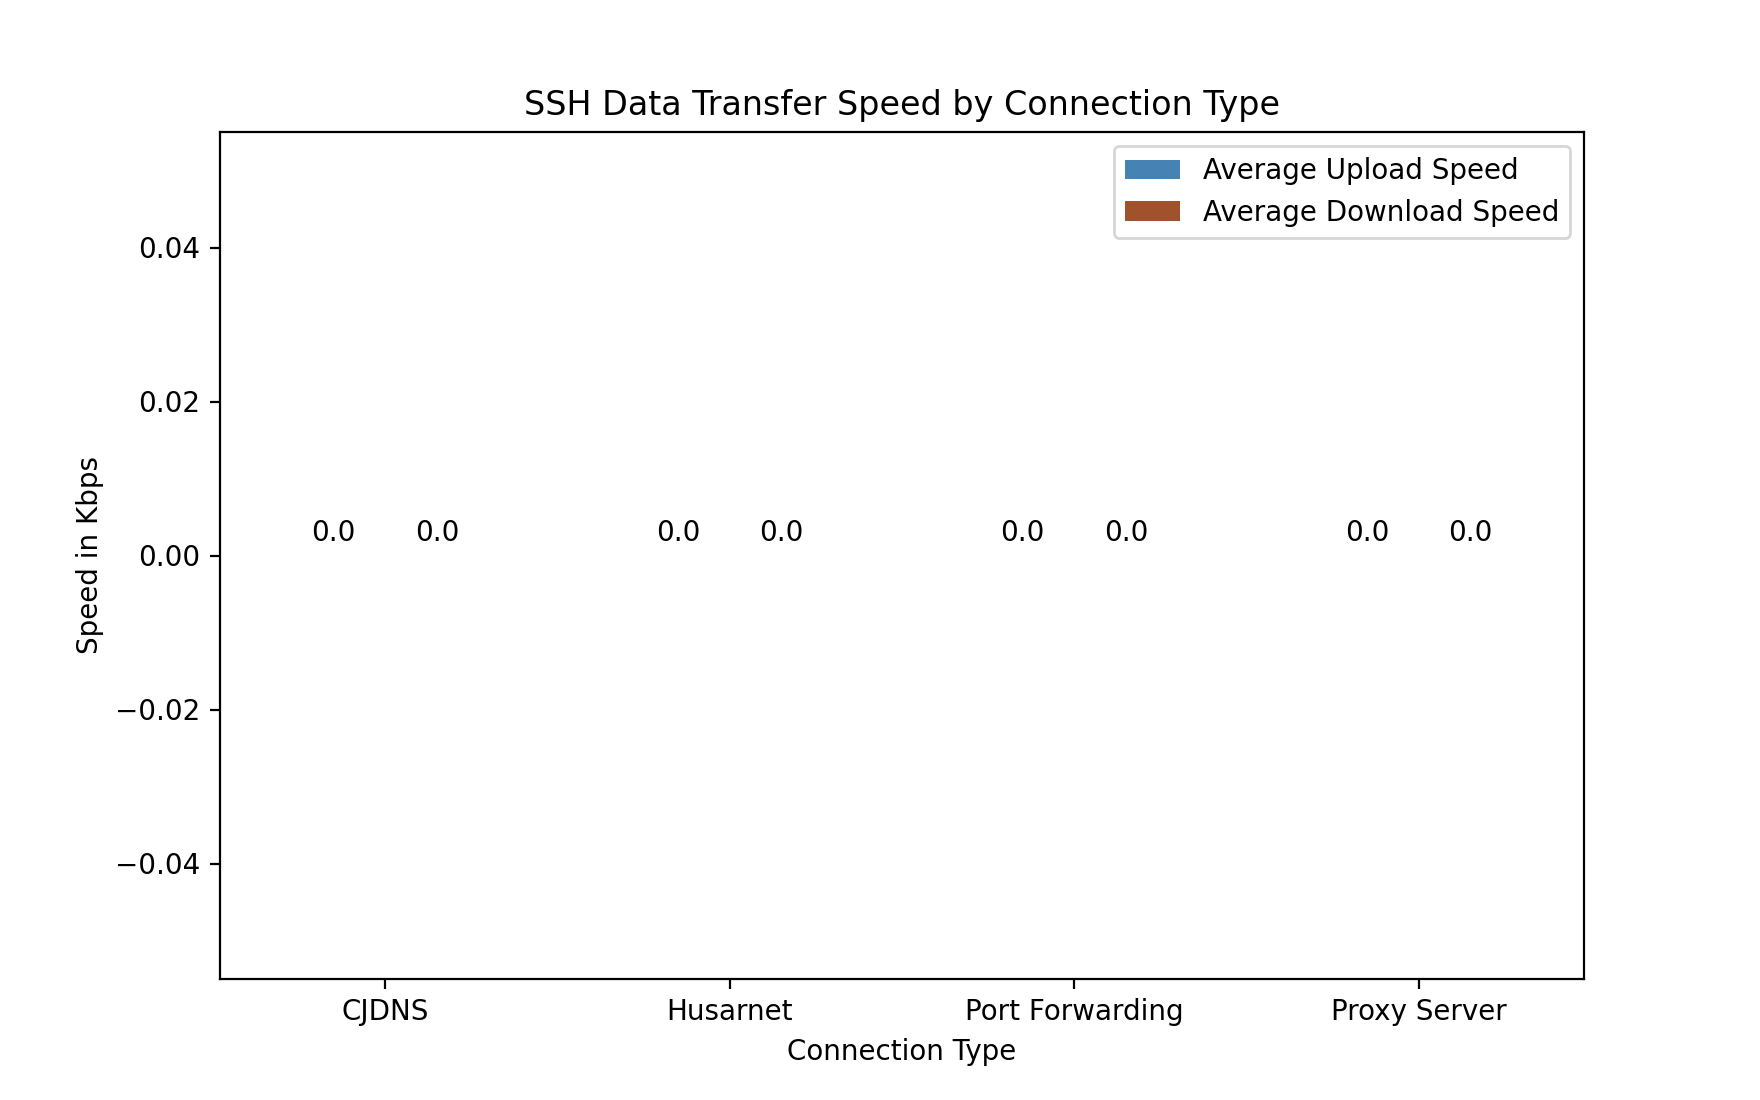 SSH Data Transfer Speed by Connection Type
Average Upload Speed
Average Download Speed
0.04
0.02
0.00
−0.02
−0.04
Speed in Kbps
0.0 0.0 0.0 0.0 0.0 0.0 0.0 0.0
CJDNS Husarnet Port Forwarding Proxy Server
Connection Type